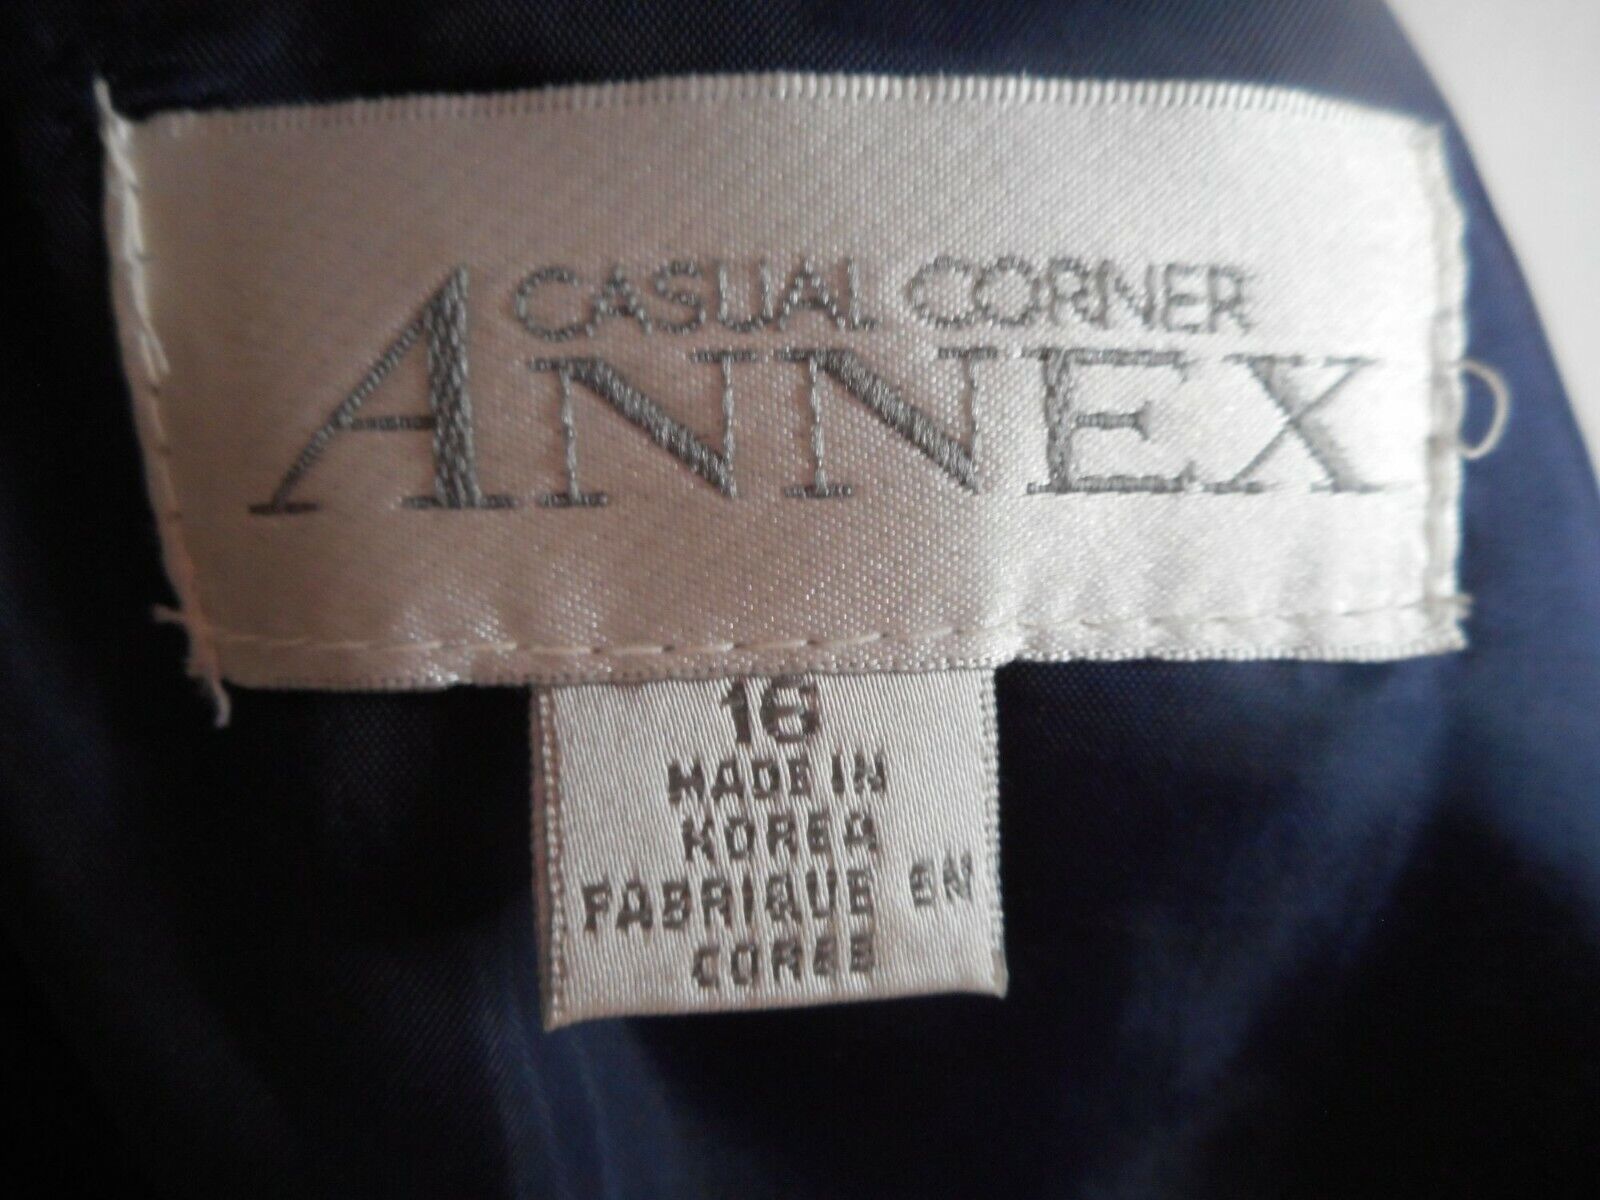 CASUAL CORNER
ANNEX
16
MADE IN
KOREA
FABRIQUE EN
COREE